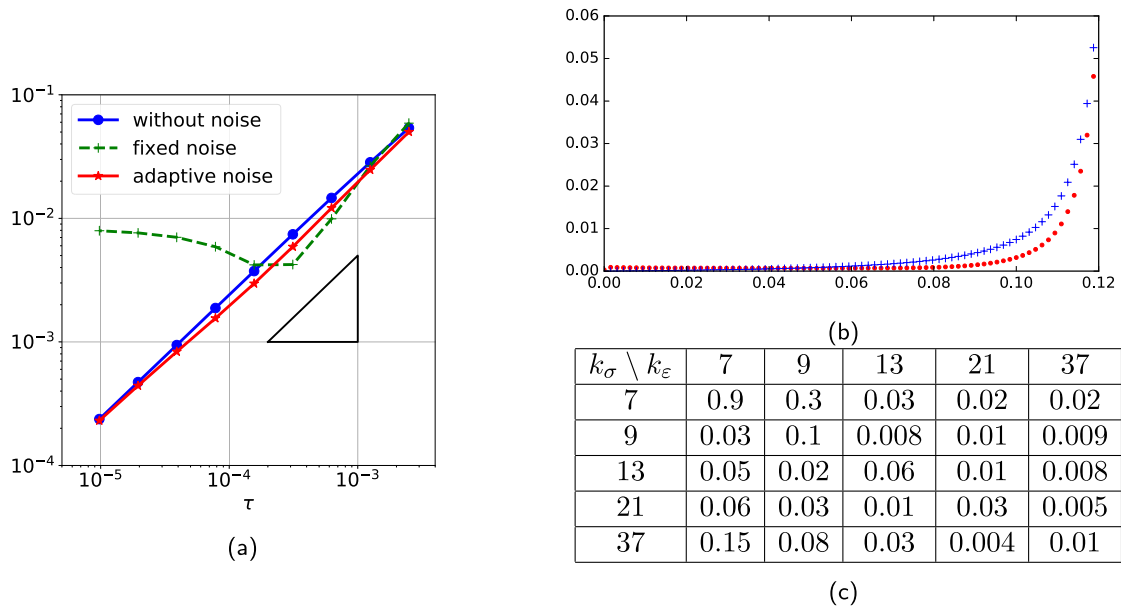 10⁻¹
10⁻²
10⁻³
10⁻⁴
without noise
fixed noise
adaptive noise
10⁻⁵ 10⁻⁴ 10⁻³
τ
(a)
0.06
0.05
0.04
0.03
0.02
0.01
0.00
0.00 0.02 0.04 0.06 0.08 0.10 0.12
(b)
k_σ \ k_ε 7 9 13 21 37
7 0.9 0.3 0.03 0.02 0.02
9 0.03 0.1 0.008 0.01 0.009
13 0.05 0.02 0.06 0.01 0.008
21 0.06 0.03 0.01 0.03 0.005
37 0.15 0.08 0.03 0.004 0.01
(c)